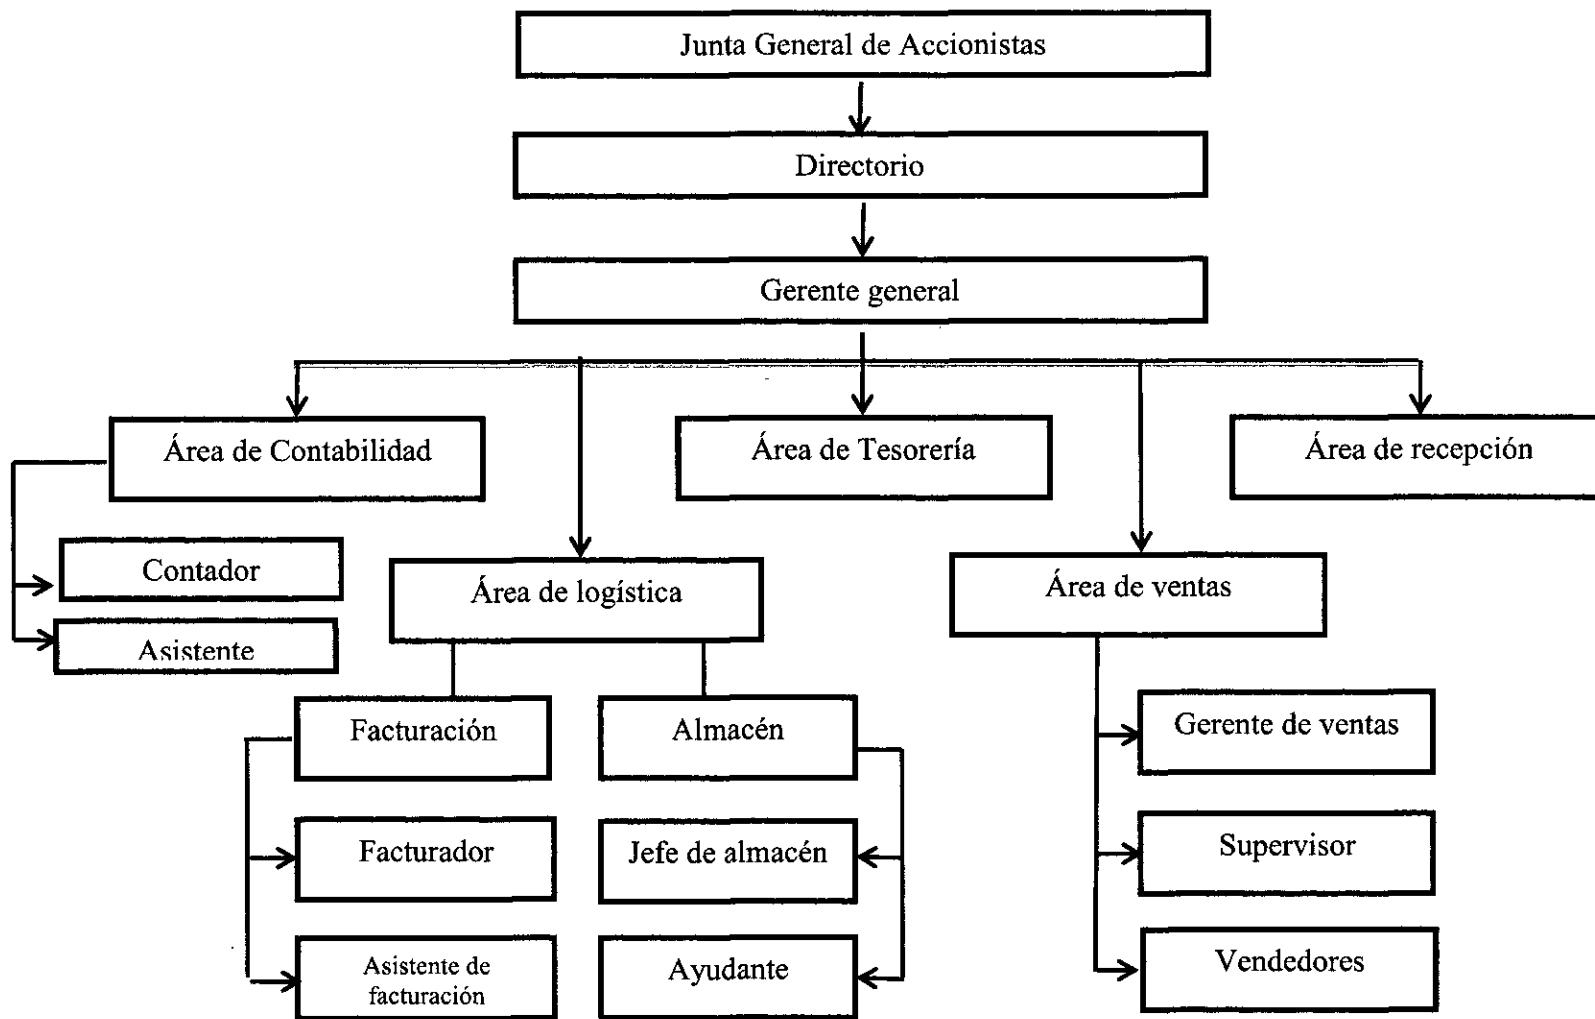 Junta General de Accionistas
Directorio
Gerente general
Área de Contabilidad
Área de Tesorería
Área de recepción
Contador
Asistente
Área de logística
Área de ventas
Facturación
Almacén
Gerente de ventas
Facturador
Jefe de almacén
Supervisor
Asistente de
facturación
Ayudante
Vendedores